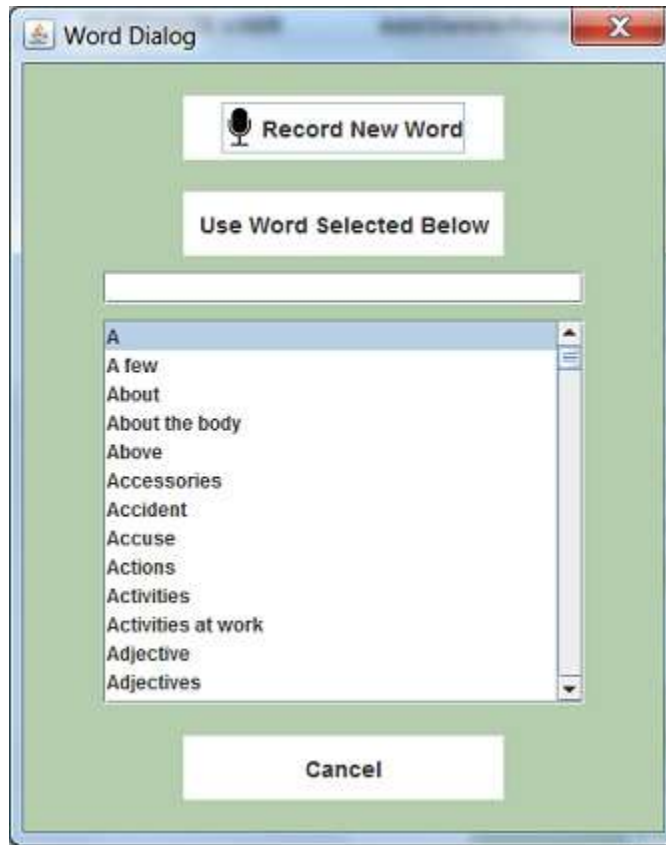 Word Dialog
Record New Word
Use Word Selected Below
A
A few
About
About the body
Above
Accessories
Accident
Accuse
Actions
Activities
Activities at work
Adjective
Adjectives
Cancel